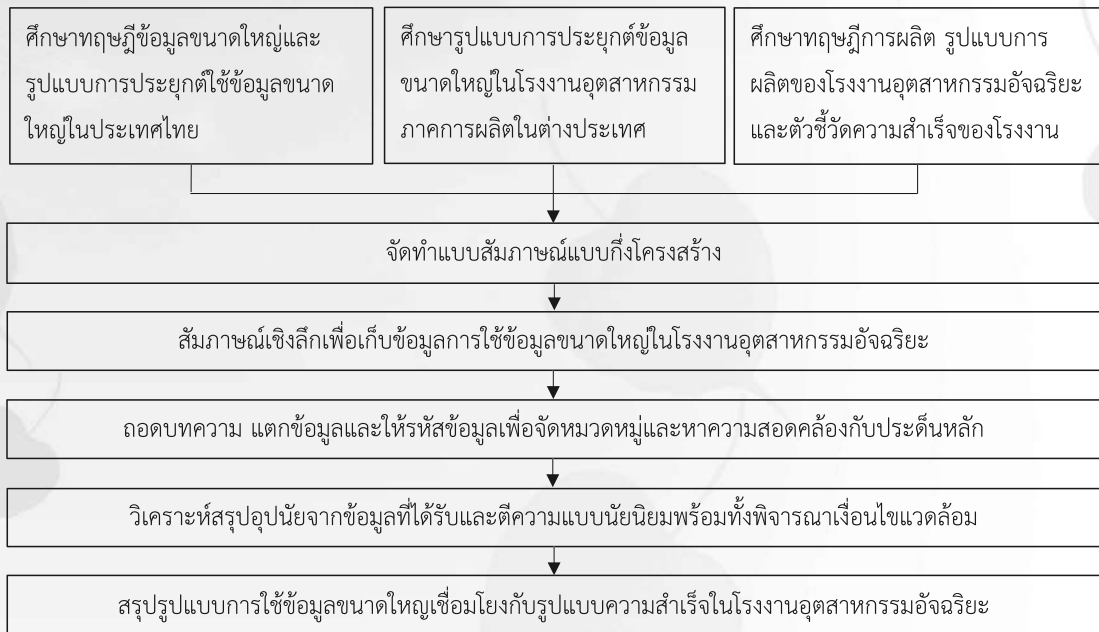 ศึกษาทฤษฎีข้อมูลขนาดใหญ่และ
รูปแบบการประยุกต์ใช้ข้อมูลขนาด
ใหญ่ในประเทศไทย
ศึกษารูปแบบการประยุกต์ข้อมูล
ขนาดใหญ่ในโรงงานอุตสาหกรรม
ภาคการผลิตในต่างประเทศ
ศึกษาทฤษฎีการผลิต รูปแบบการ
ผลิตของโรงงานอุตสาหกรรมอัจฉริยะ
และตัวชี้วัดความสำเร็จของโรงงาน
จัดทำแบบสัมภาษณ์แบบกึ่งโครงสร้าง
สัมภาษณ์เชิงลึกเพื่อเก็บข้อมูลการใช้ข้อมูลขนาดใหญ่ในโรงงานอุตสาหกรรมอัจฉริยะ
ถอดบทความ แตกข้อมูลและให้รหัสข้อมูลเพื่อจัดหมวดหมู่และหาความสอดคล้องกับประด็นหลัก
วิเคราะห์สรุปอุปนัยจากข้อมูลที่ได้รับและตีความแบบนัยนิยมพร้อมทั้งพิจารณาเงื่อนไขแวดล้อม
สรุปรูปแบบการใช้ข้อมูลขนาดใหญเชื่อมโยงกับรูปแบบความสำเร็จในโรงงานอุตสาหกรรมอัจฉริยะ